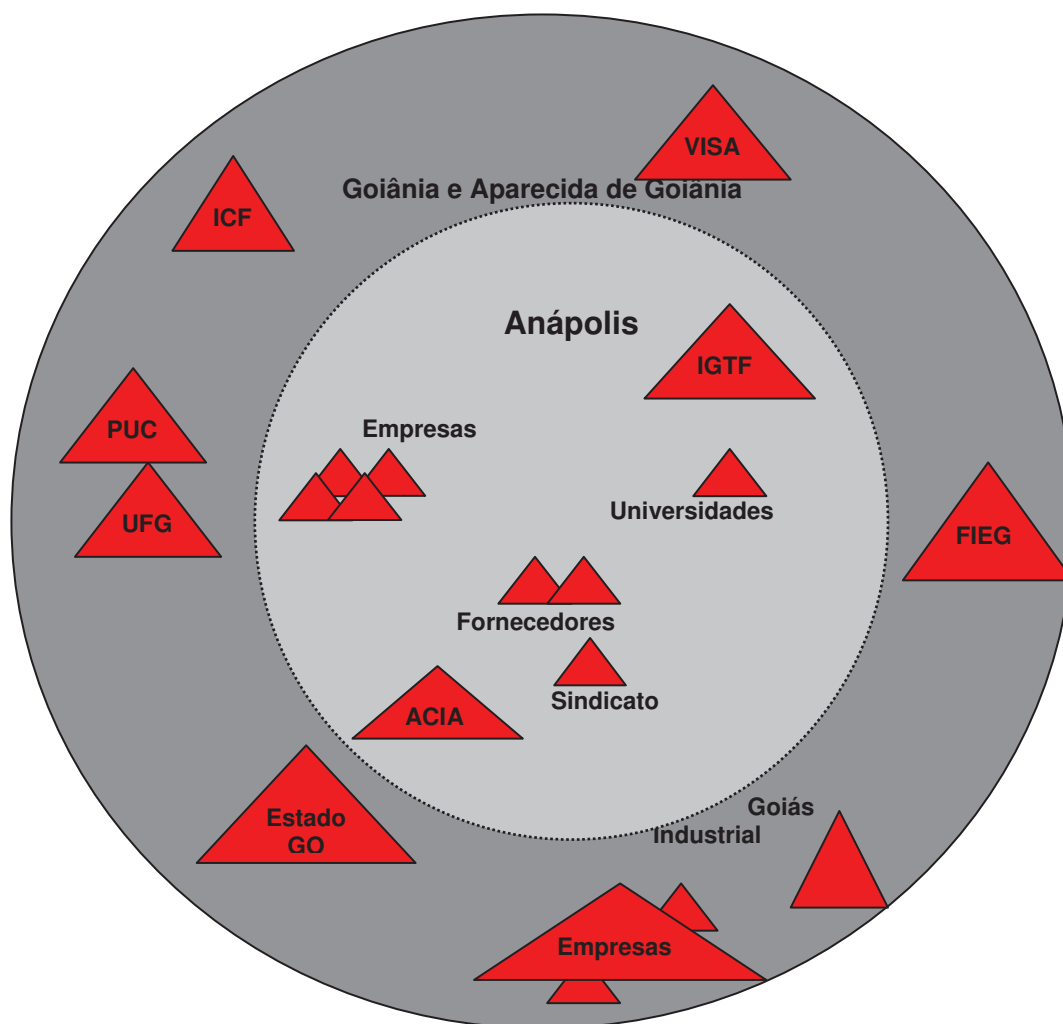 VISA
Goiânia e Aparecida de Goiânia
ICF
Anápolis
IGTF
PUC
Empresas
Universidades
UFG
FIEG
Fornecedores
Sindicato
ACIA
Goiás
Industrial
Estado
GO
Empresas